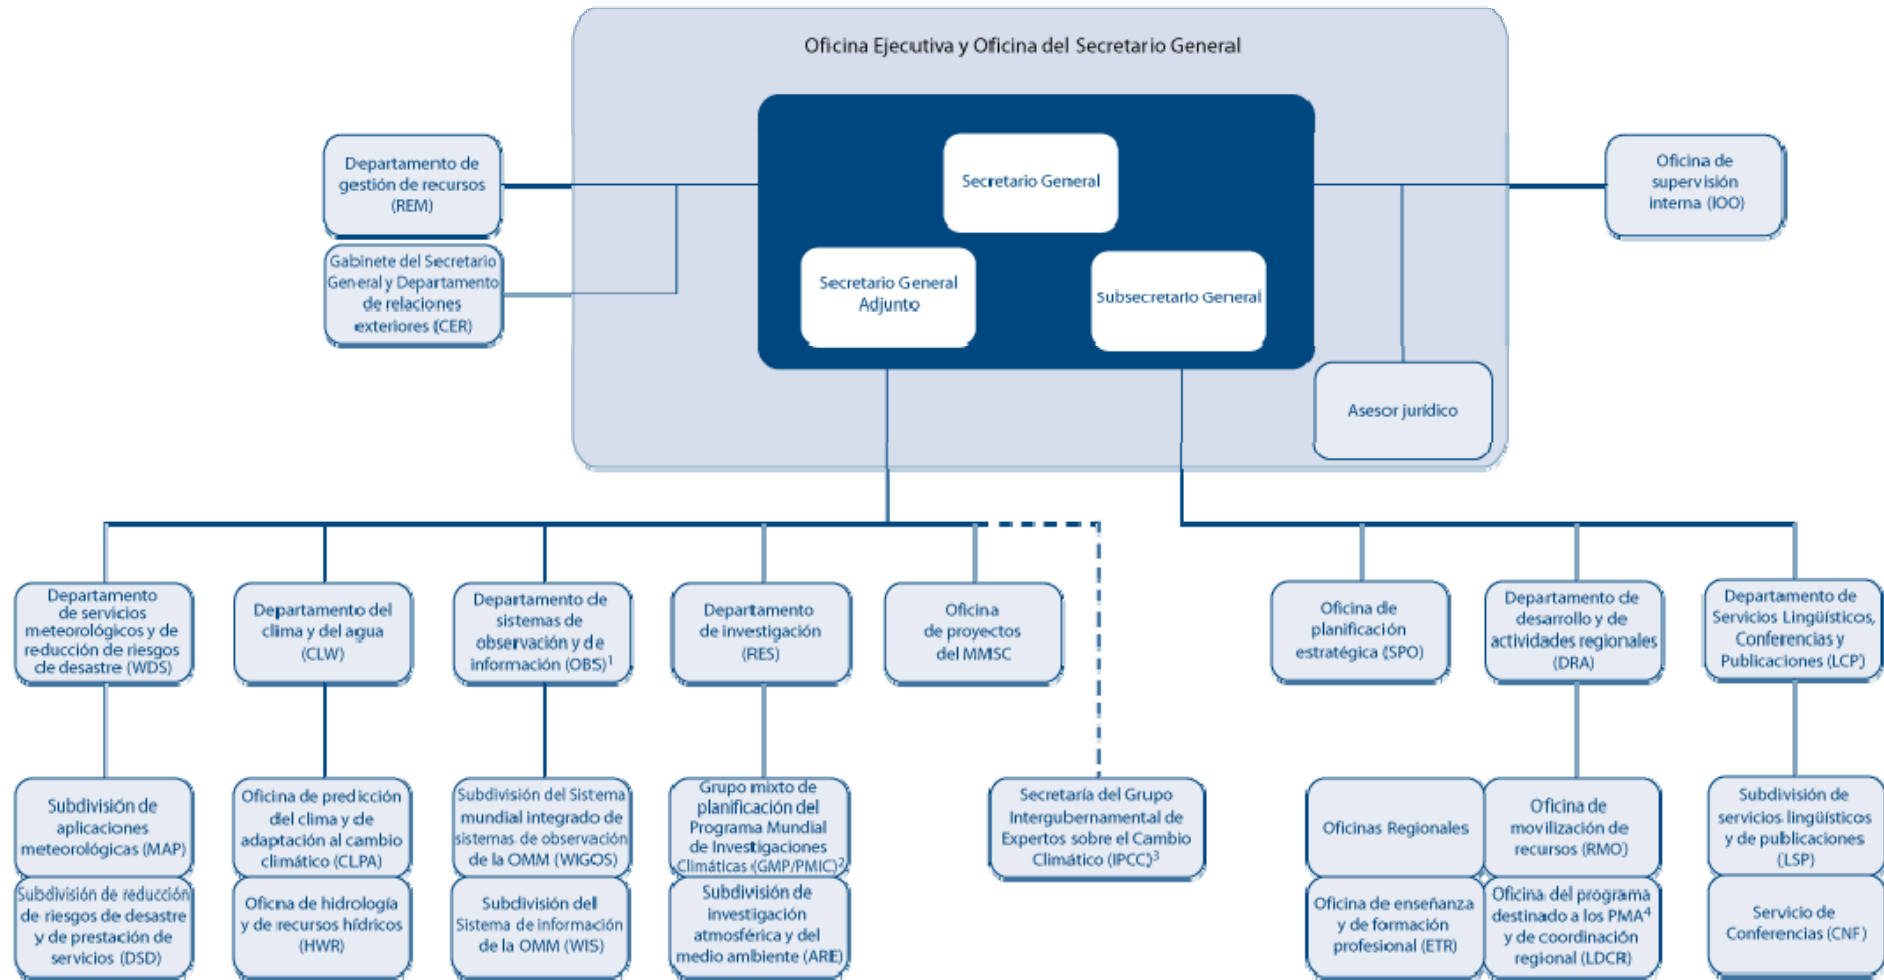 Oficina Ejecutiva y Oficina del Secretario General
Departamento de
gestión de recursos
(REM)
Gabinete del Secretario
General y Departamento
de relaciones
exteriores (CER)
Secretario General
Secretario General
Adjunto
Subsecretario General
Oficina de
supervisión
interna (IOO)
Asesor jurídico
Departamento
de servicios
meteorológicos y de
reducción de riesgos
de desastre (WDS)
Departamento del
clima y del agua
(CLW)
Departamento de
sistemas de
observación y de
información (OBS)¹
Departamento
de investigación
(RES)
Oficina
de proyectos
del MMSC
Oficina de
planificación
estratégica (SPO)
Departamento de
desarrollo y de
actividades regionales
(DRA)
Departamento de
Servicios Lingüísticos,
Conferencias y
Publicaciones (LCP)
Subdivisión de
aplicaciones
meteorológicas (MAP)
Subdivisión de reducción
de riesgos de desastre
y de prestación de
servicios (DSD)
Oficina de predicción
del clima y de
adaptación al cambio
climático (CLPA)
Oficina de hidrología
y de recursos hídricos
(HWR)
Subdivisión del Sistema
mundial integrado de
sistemas de observación
de la OMM (WIGOS)
Subdivisión del
Sistema de información
de la OMM (WIS)
Grupo mixto de
planificación del
Programa Mundial
de Investigaciones
Climáticas (GMP/PMIC)²
Subdivisión de
investigación
atmosférica y del
medio ambiente (ARE)
Secretaría del Grupo
Intergubernamental de
Expertos sobre el Cambio
Climático (IPCC)³
Oficinas Regionales
Oficina de enseñanza
y de formación
profesional (ETR)
Oficina de
movilización de
recursos (RMO)
Oficina del programa
destinado a los PMA⁴
y de coordinación
regional (LDCR)
Subdivisión de
servicios lingüísticos
y de publicaciones
(LSP)
Servicio de
Conferencias (CNF)